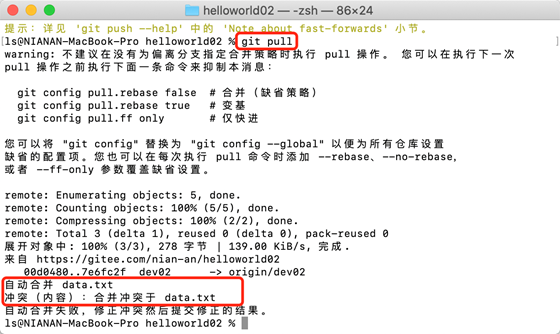 helloworld02 — -zsh — 86×24
提示：详见 'git push --help' 中的 'Note about fast-forwards' 小节。
ls@NIANAN-MacBook-Pro helloworld02 % git pull
warning: 不建议在没有为偏离分支指定合并策略时执行 pull 操作。 您可以在执行下一次
pull 操作之前执行下面一条命令来抑制本消息：
git config pull.rebase false  # 合并（缺省策略）
git config pull.rebase true   # 变基
git config pull.ff only       # 仅快进
您可以将 "git config" 替换为 "git config --global" 以便为所有仓库设置
缺省的配置项。您也可以在每次执行 pull 命令时添加 --rebase、--no-rebase，
或者 --ff-only 参数覆盖缺省设置。
remote: Enumerating objects: 5, done.
remote: Counting objects: 100% (5/5), done.
remote: Compressing objects: 100% (2/2), done.
remote: Total 3 (delta 1), reused 0 (delta 0), pack-reused 0
展开对象中: 100% (3/3), 278 字节 | 139.00 KiB/s, 完成.
来自 https://gitee.com/nian-an/helloworld02
00d0480..7e6fc2f  dev02      -> origin/dev02
自动合并 data.txt
冲突（内容）：合并冲突于 data.txt
自动合并失败，修正冲突然后提交修正的结果。
ls@NIANAN-MacBook-Pro helloworld02 %